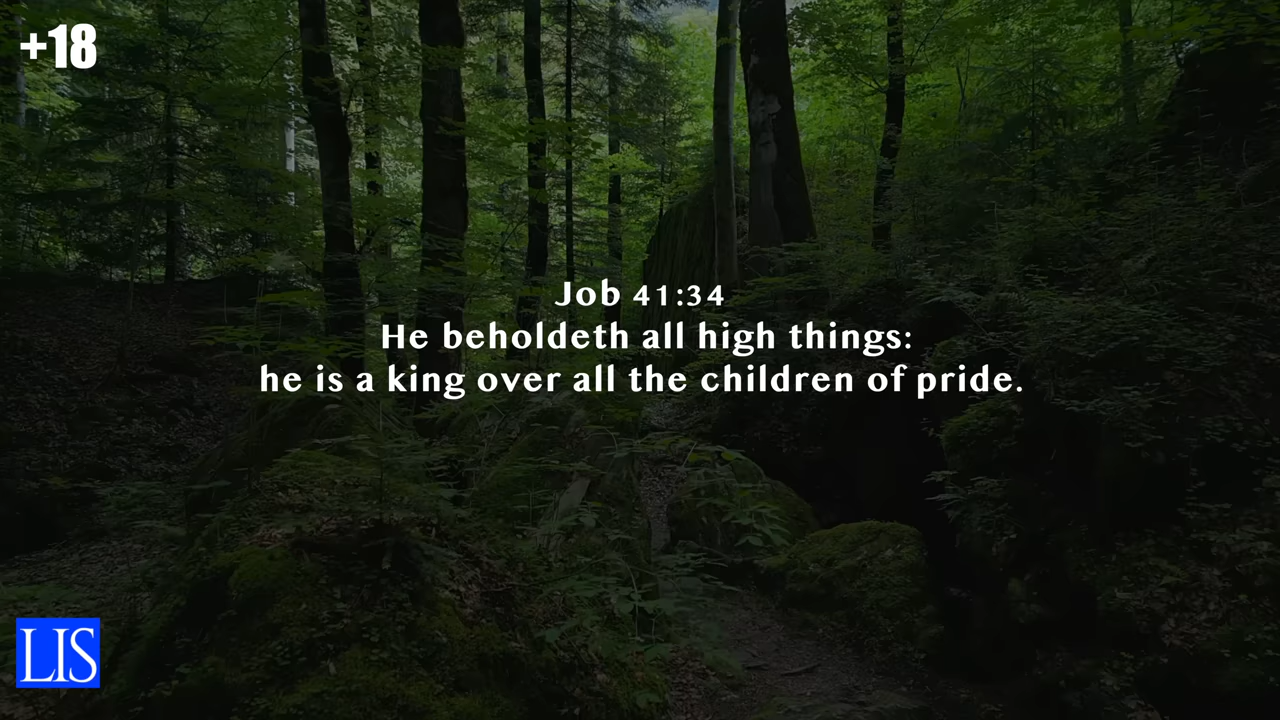 +18
Job 41:34
He beholdeth all high things:
he is a king over all the children of pride.
LIS